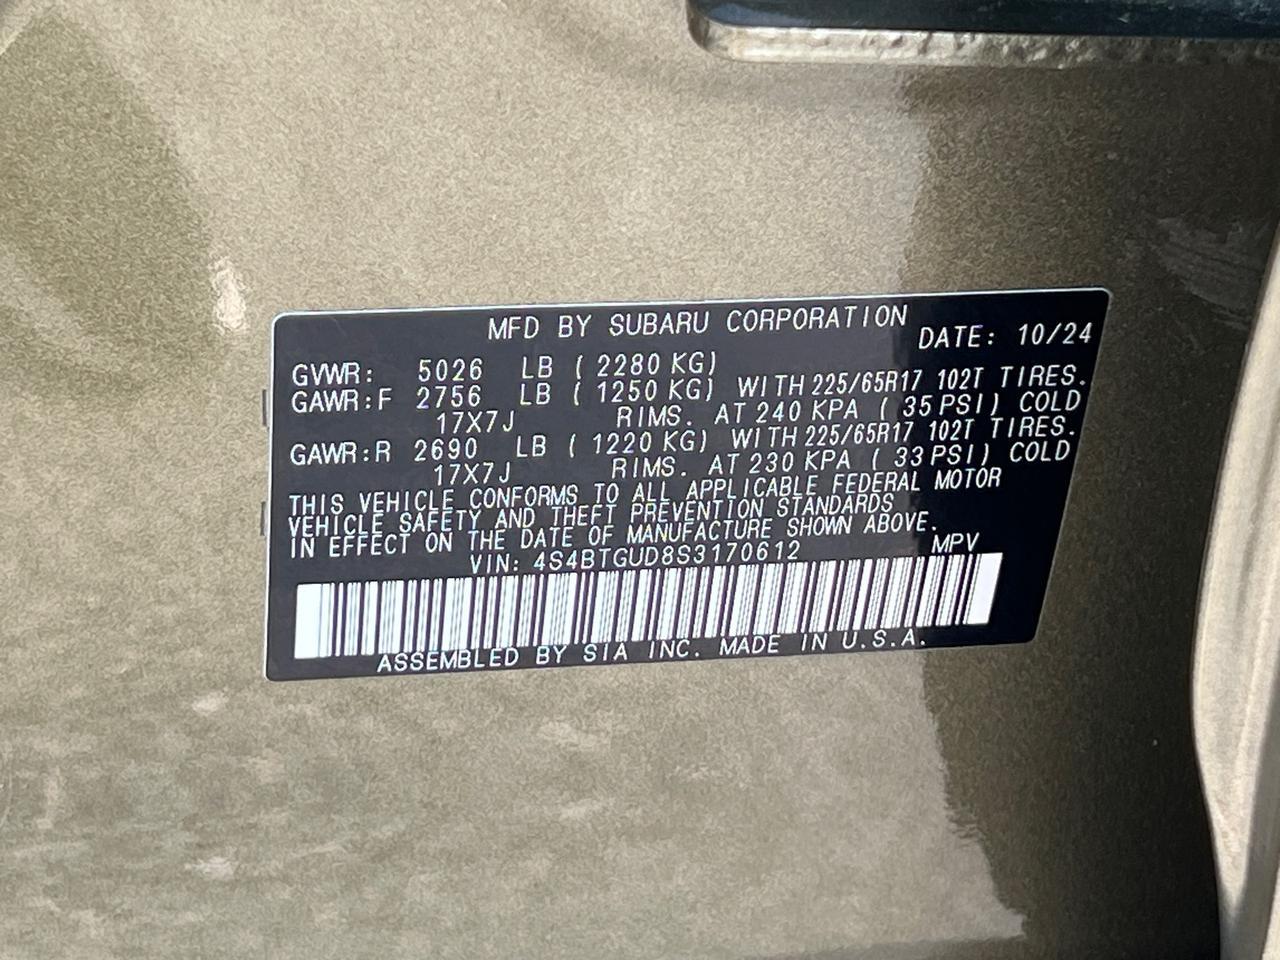 MFD BY SUBARU CORPORATION DATE: 10/24
GVWR: 5026 LB ( 2280 KG)
GAWR:F 2756 LB ( 1250 KG) WITH 225/65R17 102T TIRES.
17X7J RIMS. AT 240 KPA ( 35 PSI) COLD
GAWR:R 2690 LB ( 1220 KG) WITH 225/65R17 102T TIRES.
17X7J RIMS. AT 230 KPA ( 33 PSI) COLD
THIS VEHICLE CONFORMS TO ALL APPLICABLE FEDERAL MOTOR
VEHICLE SAFETY AND THEFT PREVENTION STANDARDS
IN EFFECT ON THE DATE OF MANUFACTURE SHOWN ABOVE.
VIN: 4S4BTGUD8S3170612 MPV
ASSEMBLED BY SIA INC. MADE IN U.S.A.